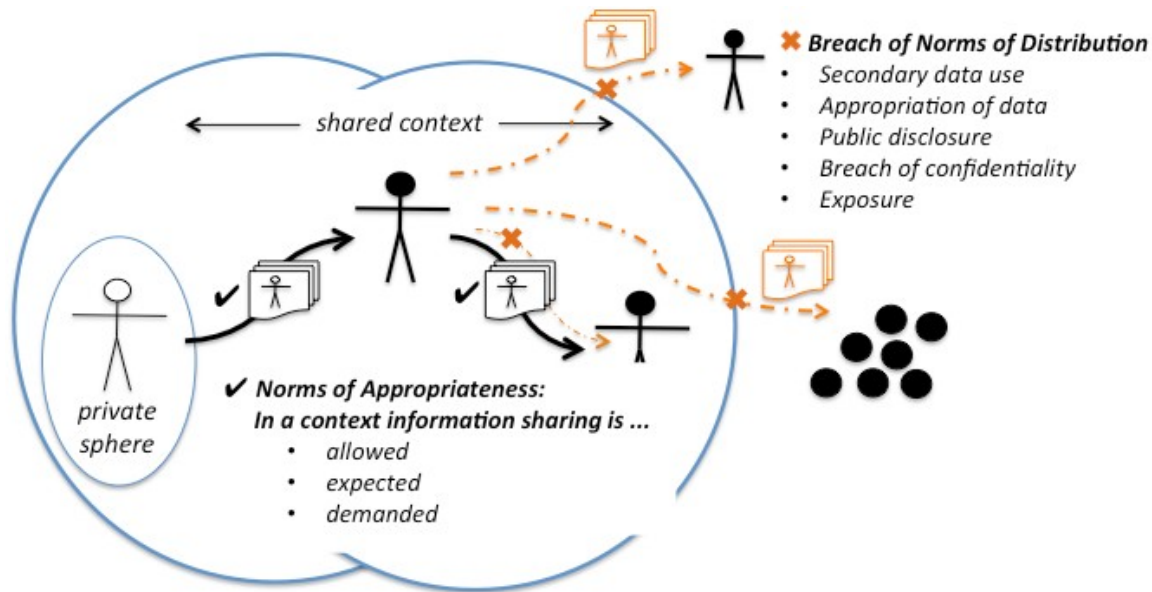 ✖ Breach of Norms of Distribution
• Secondary data use
• Appropriation of data
• Public disclosure
• Breach of confidentiality
• Exposure
shared context
private
sphere
✔ Norms of Appropriateness:
In a context information sharing is ...
• allowed
• expected
• demanded